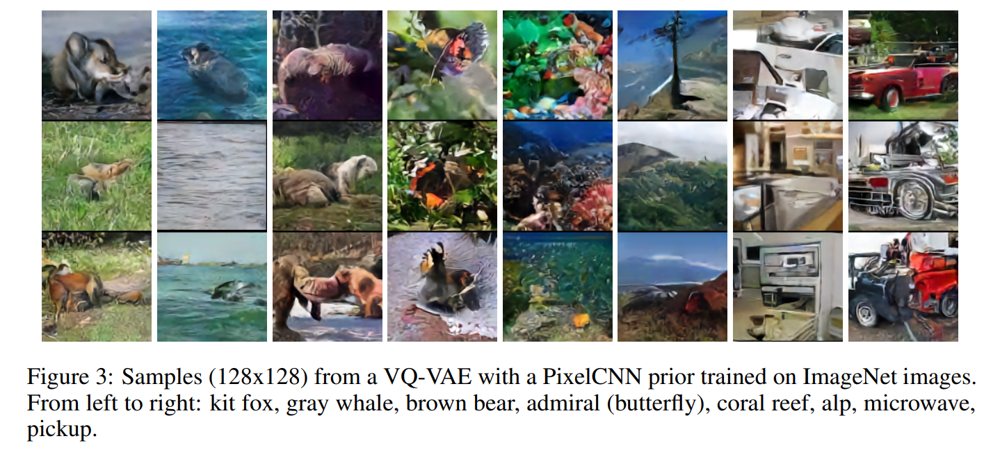 Figure 3: Samples (128x128) from a VQ-VAE with a PixelCNN prior trained on ImageNet images.
From left to right: kit fox, gray whale, brown bear, admiral (butterfly), coral reef, alp, microwave,
pickup.